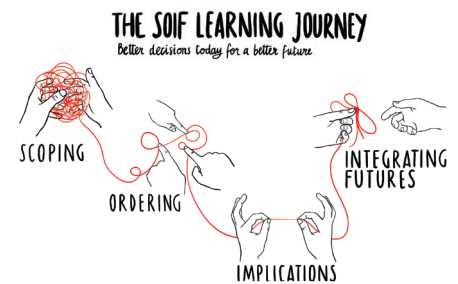 THE SOIF LEARNING JOURNEY
Better decisions today for a better future
SCOPING
ORDERING
IMPLICATIONS
INTEGRATING
FUTURES